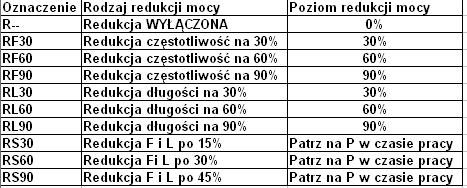 Oznaczenie Rodzaj redukcji mocy Poziom redukcji mocy
R-- Redukcja WYŁĄCZONA 0%
RF30 Redukcja częstotliwość na 30% 30%
RF60 Redukcja częstotliwość na 60% 60%
RF90 Redukcja częstotliwość na 90% 90%
RL30 Redukcja długości na 30% 30%
RL60 Redukcja długości na 60% 60%
RL90 Redukcja długości na 90% 90%
RS30 Redukcja F i L po 15% Patrz na P w czasie pracy
RS60 Redukcja Fi L po 30% Patrz na P w czasie pracy
RS90 Redukcja F i L po 45% Patrz na P w czasie pracy